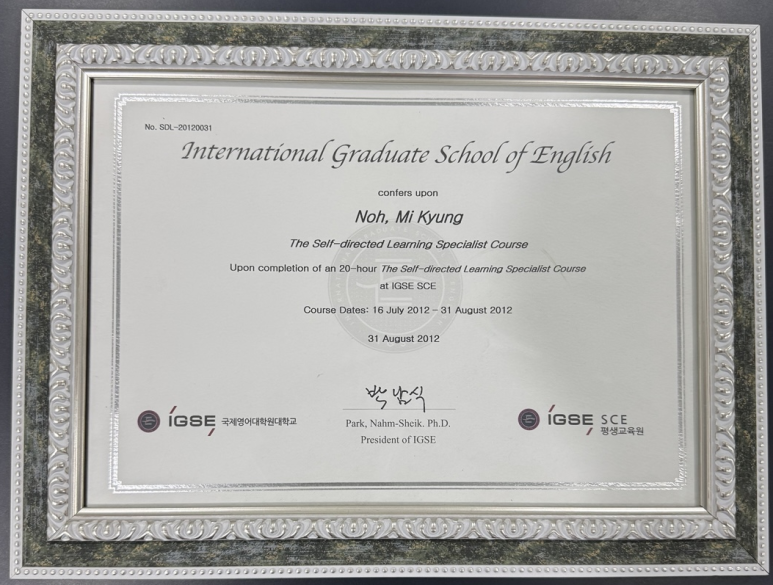 No. SDL-20120031
International Graduate School of English
confers upon
Noh, Mi Kyung
The Self-directed Learning Specialist Course
Upon completion of an 20-hour The Self-directed Learning Specialist Course
at IGSE SCE
Course Dates: 16 July 2012 - 31 August 2012
31 August 2012
박남식
IGSE 국제영어대학원대학교
Park, Nahm-Sheik. Ph.D.
President of IGSE
IGSE SCE
평생교육원